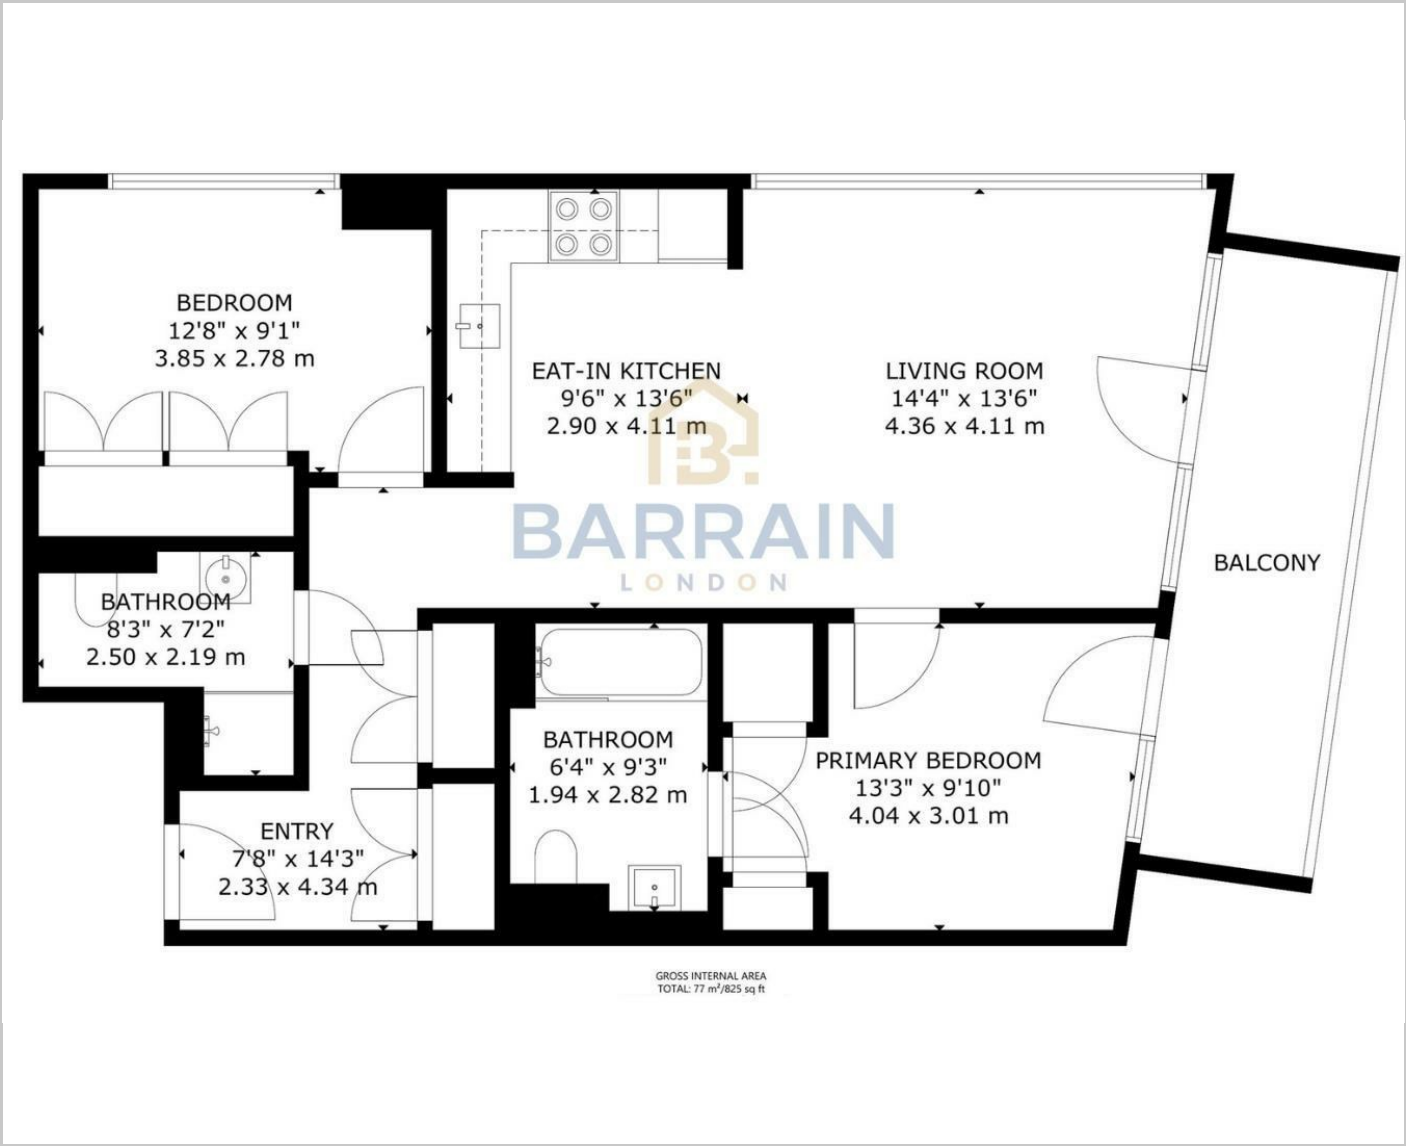 BEDROOM
12'8" x 9'1"
3.85 x 2.78 m
EAT-IN KITCHEN
9'6" x 13'6"
2.90 x 4.11 m
LIVING ROOM
14'4" x 13'6"
4.36 x 4.11 m
B.
BARRAIN
LONDON
BALCONY
BATHROOM
8'3" x 7'2"
2.50 x 2.19 m
BATHROOM
6'4" x 9'3"
1.94 x 2.82 m
PRIMARY BEDROOM
13'3" x 9'10"
4.04 x 3.01 m
ENTRY
7'8" x 14'3"
2.33 x 4.34 m
GROSS INTERNAL AREA
TOTAL: 77 m²/825 sq ft